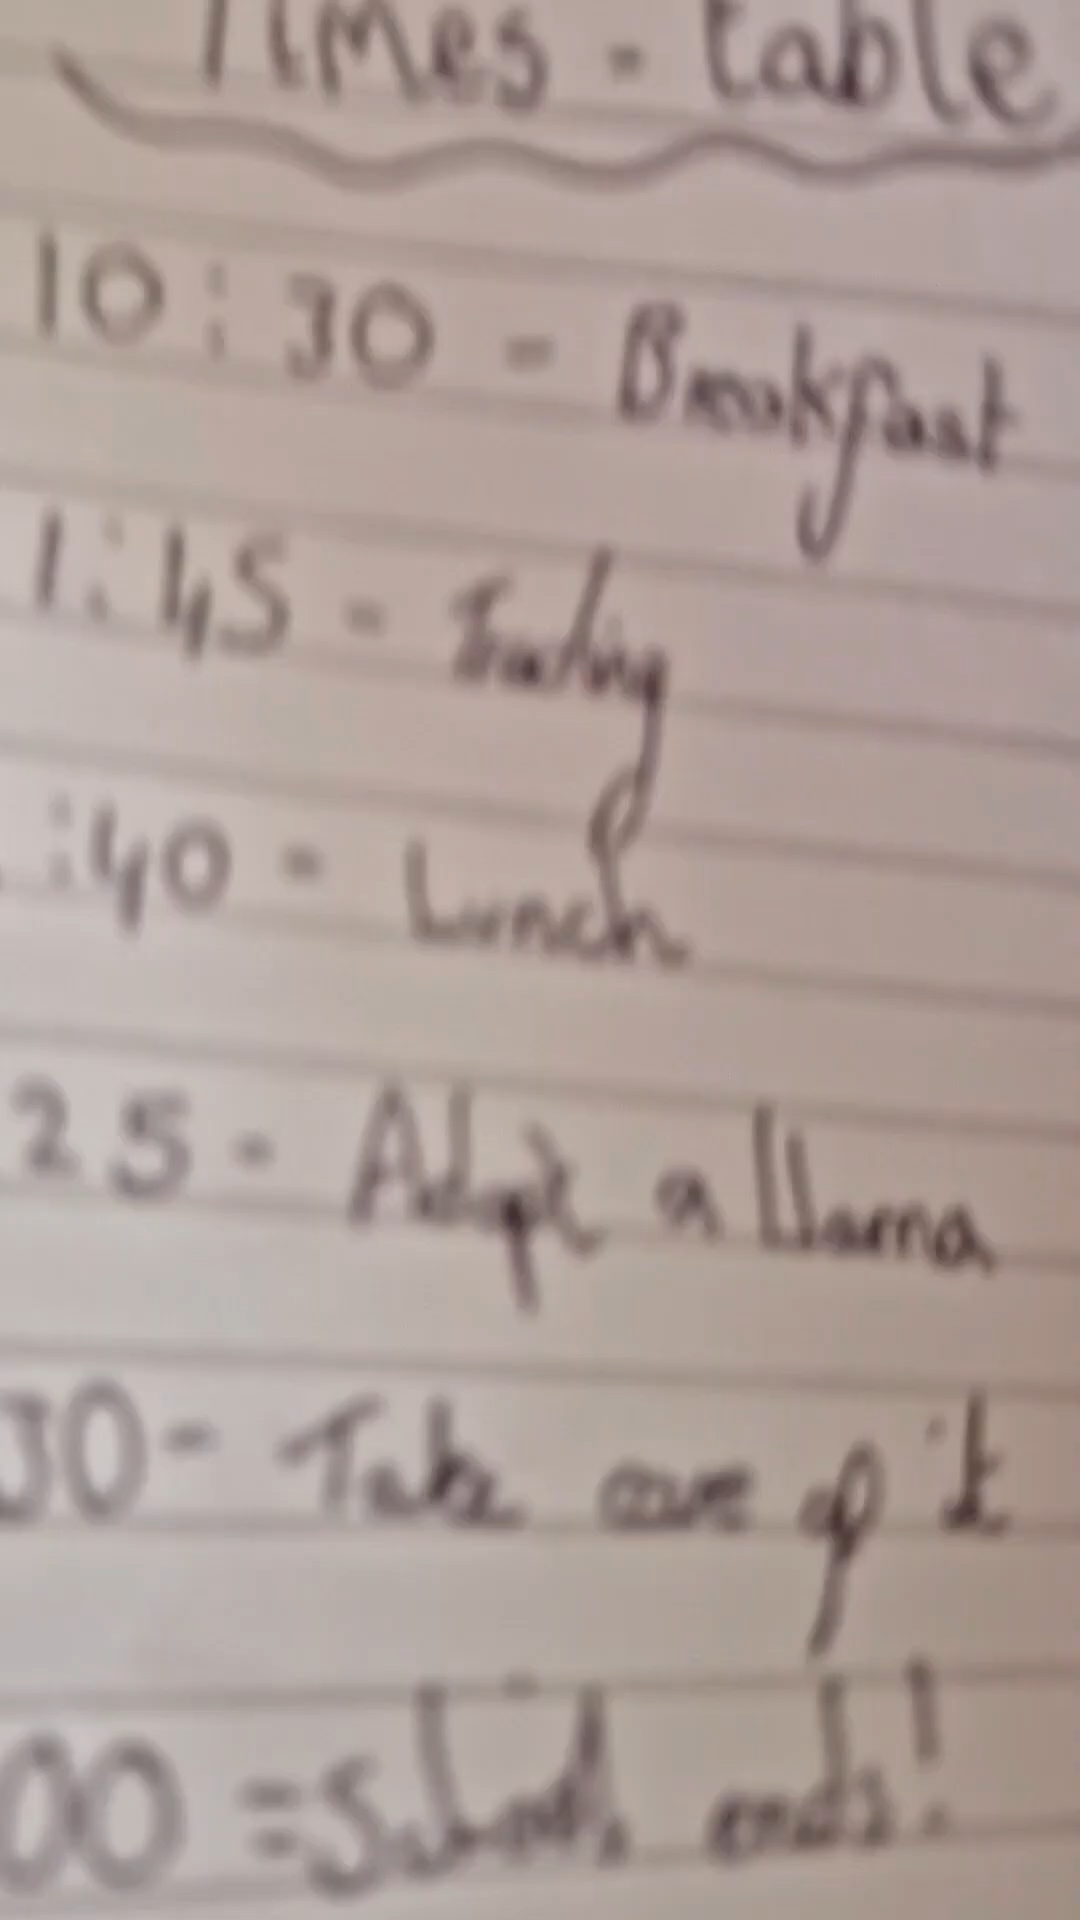 Times-table
10:30 - Breakfast
1:45 - Trading
:40 - Lunch
25 - Adopt a llama
30- Take care of it
00 = ends!